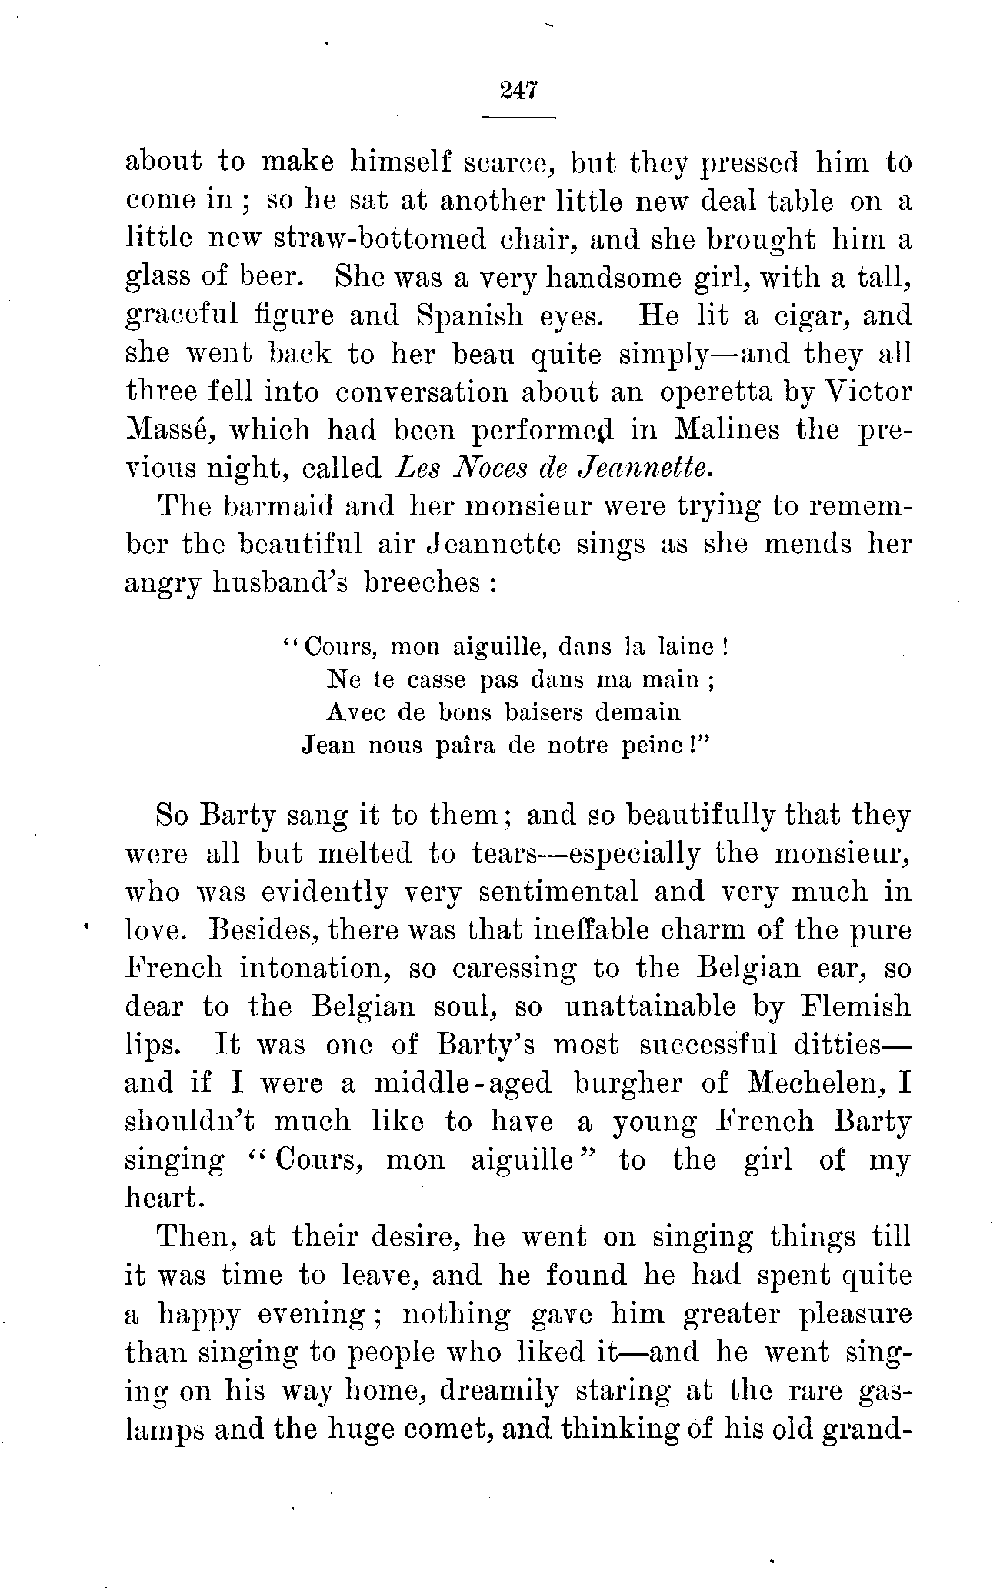 247
about to make himself scarce, but they pressed him to
come in ; so he sat at another little new deal table on a
little new straw-bottomed chair, and she brought him a
glass of beer. She was a very handsome girl, with a tall,
graceful figure and Spanish eyes. He lit a cigar, and
she went back to her beau quite simply—and they all
three fell into conversation about an operetta by Victor
Massé, which had been performed in Malines the pre-
vious night, called Les Noces de Jeannette.
The barmaid and her monsieur were trying to remem-
ber the beautiful air Jeannette sings as she mends her
angry husband's breeches :
"Cours, mon aiguille, dans la laine !
Ne te casse pas dans ma main ;
Avec de bons baisers demain
Jean nous paîra de notre peine !"
So Barty sang it to them; and so beautifully that they
were all but melted to tears—especially the monsieur,
who was evidently very sentimental and very much in
love. Besides, there was that ineffable charm of the pure
French intonation, so caressing to the Belgian ear, so
dear to the Belgian soul, so unattainable by Flemish
lips. It was one of Barty's most successful ditties—
and if I were a middle-aged burgher of Mechelen, I
shouldn't much like to have a young French Barty
singing "Cours, mon aiguille" to the girl of my
heart.
Then, at their desire, he went on singing things till
it was time to leave, and he found he had spent quite
a happy evening ; nothing gave him greater pleasure
than singing to people who liked it—and he went sing-
ing on his way home, dreamily staring at the rare gas-
lamps and the huge comet, and thinking of his old grand-